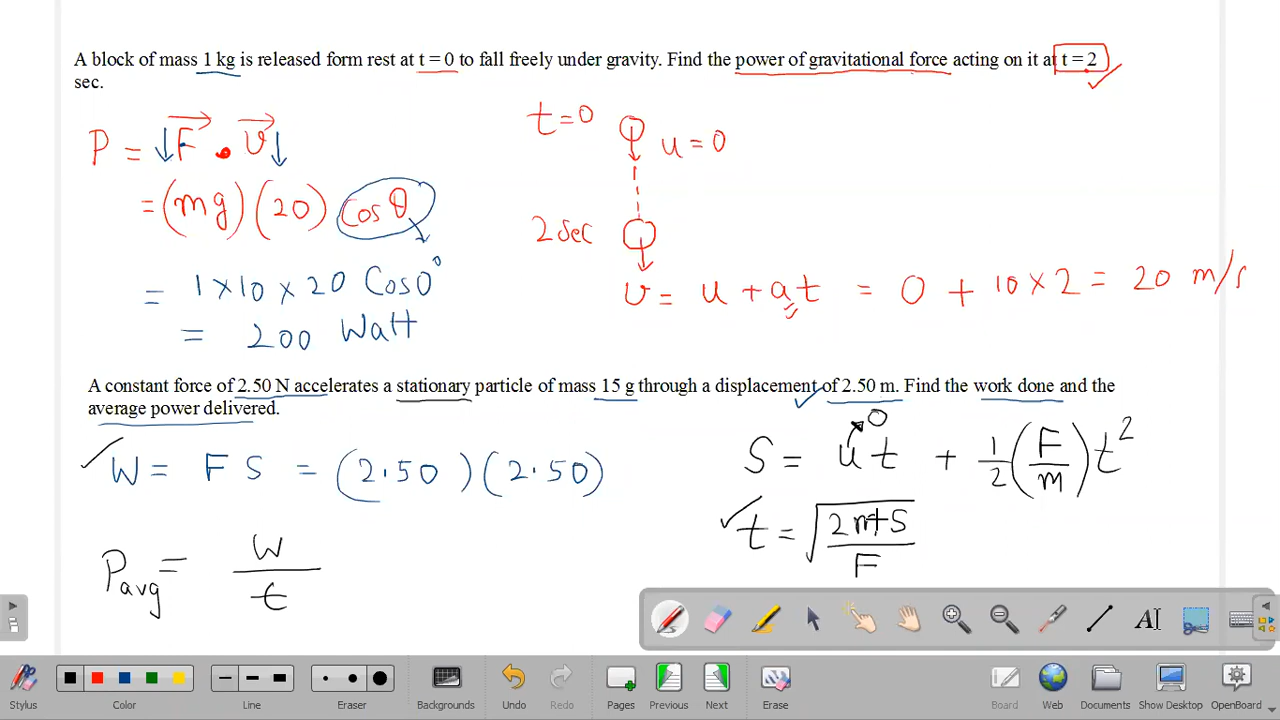 A block of mass 1 kg is released form rest at t = 0 to fall freely under gravity. Find the power of gravitational force acting on it at t = 2
sec.
t=0
u = 0
P = F . v
= (mg) (20) Cos θ
2 Sec
= 1×10×20 Cos0°
v = u + at = 0 + 10×2 = 20 m/s
= 200 Watt
A constant force of 2.50 N accelerates a stationary particle of mass 15 g through a displacement of 2.50 m. Find the work done and the
average power delivered.
W = F S = (2.50)(2.50)
S = ut + 1/2 (F/m) t²
0
Pavg = W/t
AI
Stylus
Color
Line
Eraser
Backgrounds
Undo
Redo
Pages
Previous
Next
Erase
Board
Web
Documents
Show Desktop
OpenBoard